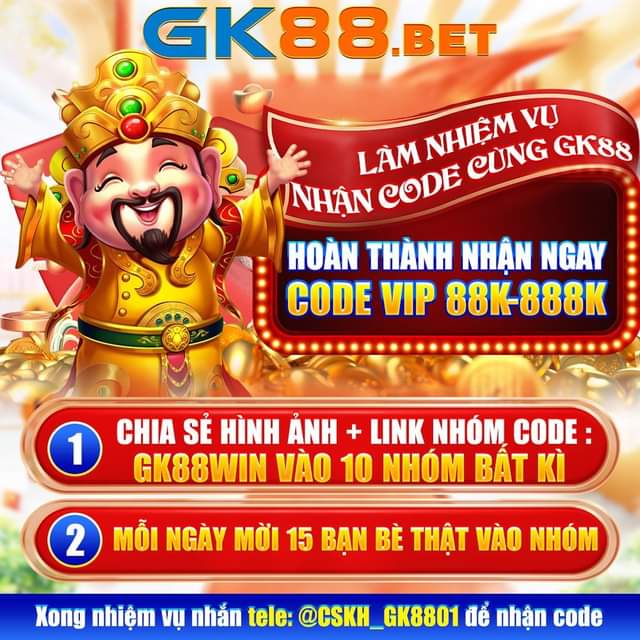 GK88.BET
LÀM NHIỆM VỤ
NHẬN CODE CÙNG GK88
HOÀN THÀNH NHẬN NGAY
CODE VIP 88K-888K
1
CHIA SẺ HÌNH ẢNH + LINK NHÓM CODE :
GK88WIN VÀO 10 NHÓM BẤT KÌ
2
MỖI NGÀY MỜI 15 BẠN BÈ THẬT VÀO NHÓM
Xong nhiệm vụ nhắn tele: @CSKH_GK8801 để nhận code